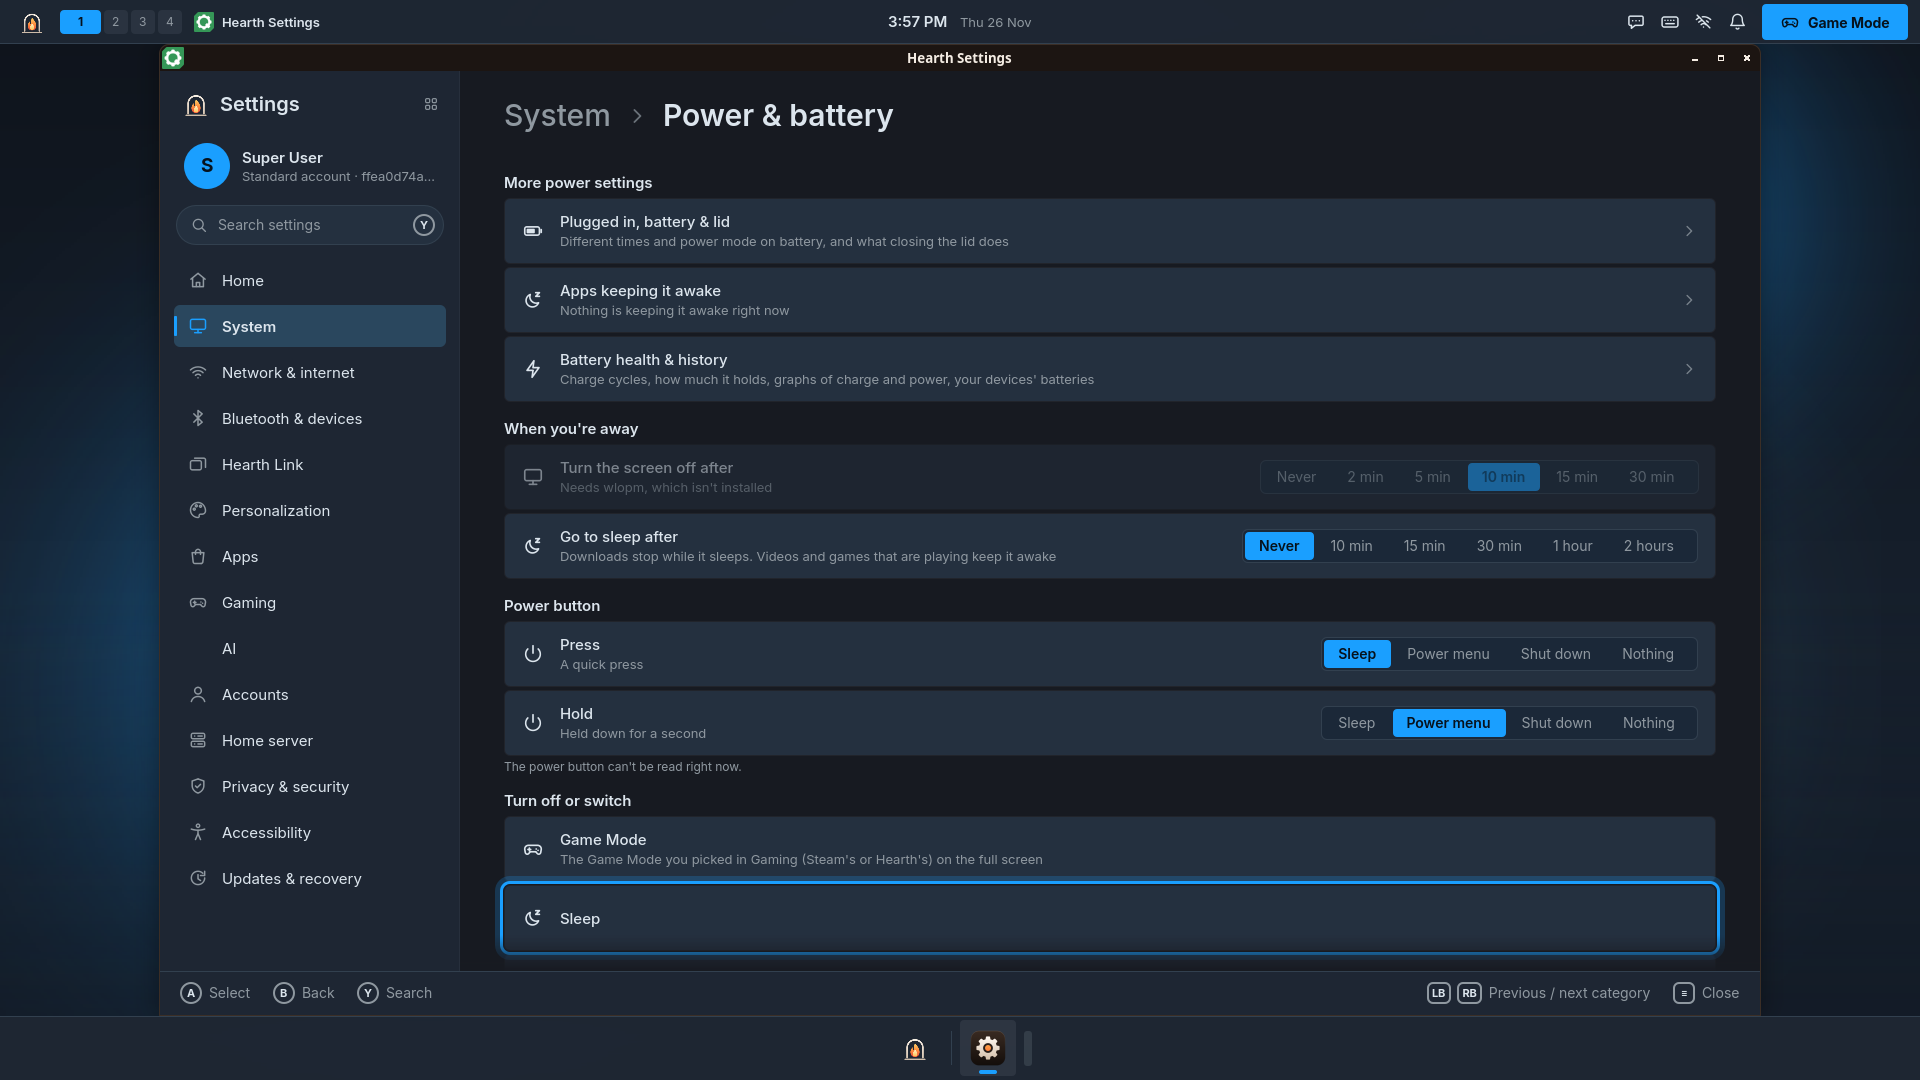 1 2 3 4 Hearth Settings 3:57 PM Thu 26 Nov Game Mode
Hearth Settings
Settings
Super User
Standard account · ffea0d74a...
Search settings Y
Home
System
Network & internet
Bluetooth & devices
Hearth Link
Personalization
Apps
Gaming
AI
Accounts
Home server
Privacy & security
Accessibility
Updates & recovery
System > Power & battery
More power settings
Plugged in, battery & lid
Different times and power mode on battery, and what closing the lid does
Apps keeping it awake
Nothing is keeping it awake right now
Battery health & history
Charge cycles, how much it holds, graphs of charge and power, your devices' batteries
When you're away
Turn the screen off after
Needs wlopm, which isn't installed
Never 2 min 5 min 10 min 15 min 30 min
Go to sleep after
Downloads stop while it sleeps. Videos and games that are playing keep it awake
Never 10 min 15 min 30 min 1 hour 2 hours
Power button
Press
A quick press
Sleep Power menu Shut down Nothing
Hold
Held down for a second
Sleep Power menu Shut down Nothing
The power button can't be read right now.
Turn off or switch
Game Mode
The Game Mode you picked in Gaming (Steam's or Hearth's) on the full screen
Sleep
A Select B Back Y Search LB RB Previous / next category Close